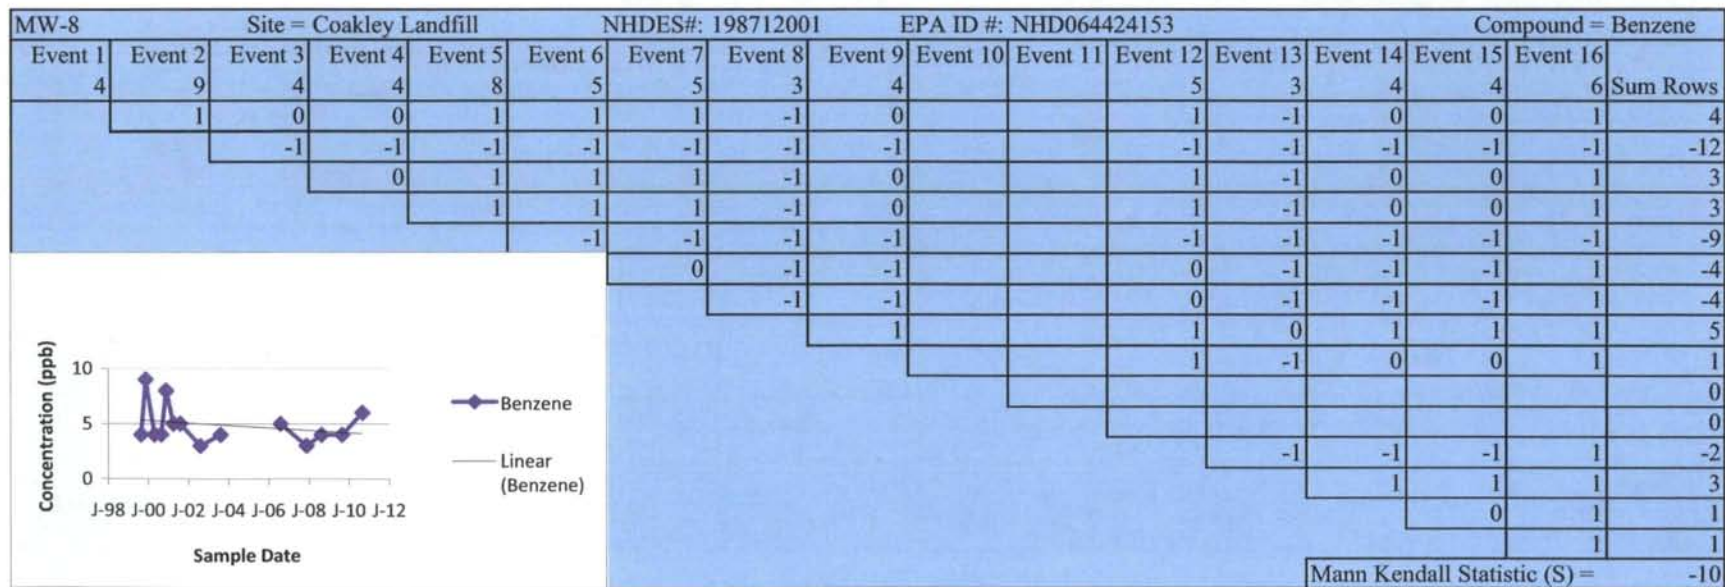 MW-8 Site = Coakley Landfill NHDES#: 198712001 EPA ID #: NHD064424153 Compound = Benzene
Event 1 Event 2 Event 3 Event 4 Event 5 Event 6 Event 7 Event 8 Event 9 Event 10 Event 11 Event 12 Event 13 Event 14 Event 15 Event 16
4 9 4 4 8 5 5 3 4 5 3 4 4 6 Sum Rows
1 0 0 1 1 1 -1 0 1 -1 0 0 1 4
-1 -1 -1 -1 -1 -1 -1 -1 -1 -1 -1 -1 -12
0 1 1 1 -1 0 1 -1 0 0 1 3
1 1 1 -1 0 1 -1 0 0 1 3
-1 -1 -1 -1 -1 -1 -1 -1 -1 -9
0 -1 -1 0 -1 -1 -1 1 -4
-1 -1 0 -1 -1 -1 1 -4
1 1 0 1 1 1 5
1 -1 0 0 1 1
0
0
-1 -1 -1 1 -2
1 1 1 3
0 1 1
1 1
Mann Kendall Statistic (S) = -10
Concentration (ppb)
10
5
0
J-98 J-00 J-02 J-04 J-06 J-08 J-10 J-12
Sample Date
Benzene
Linear
(Benzene)